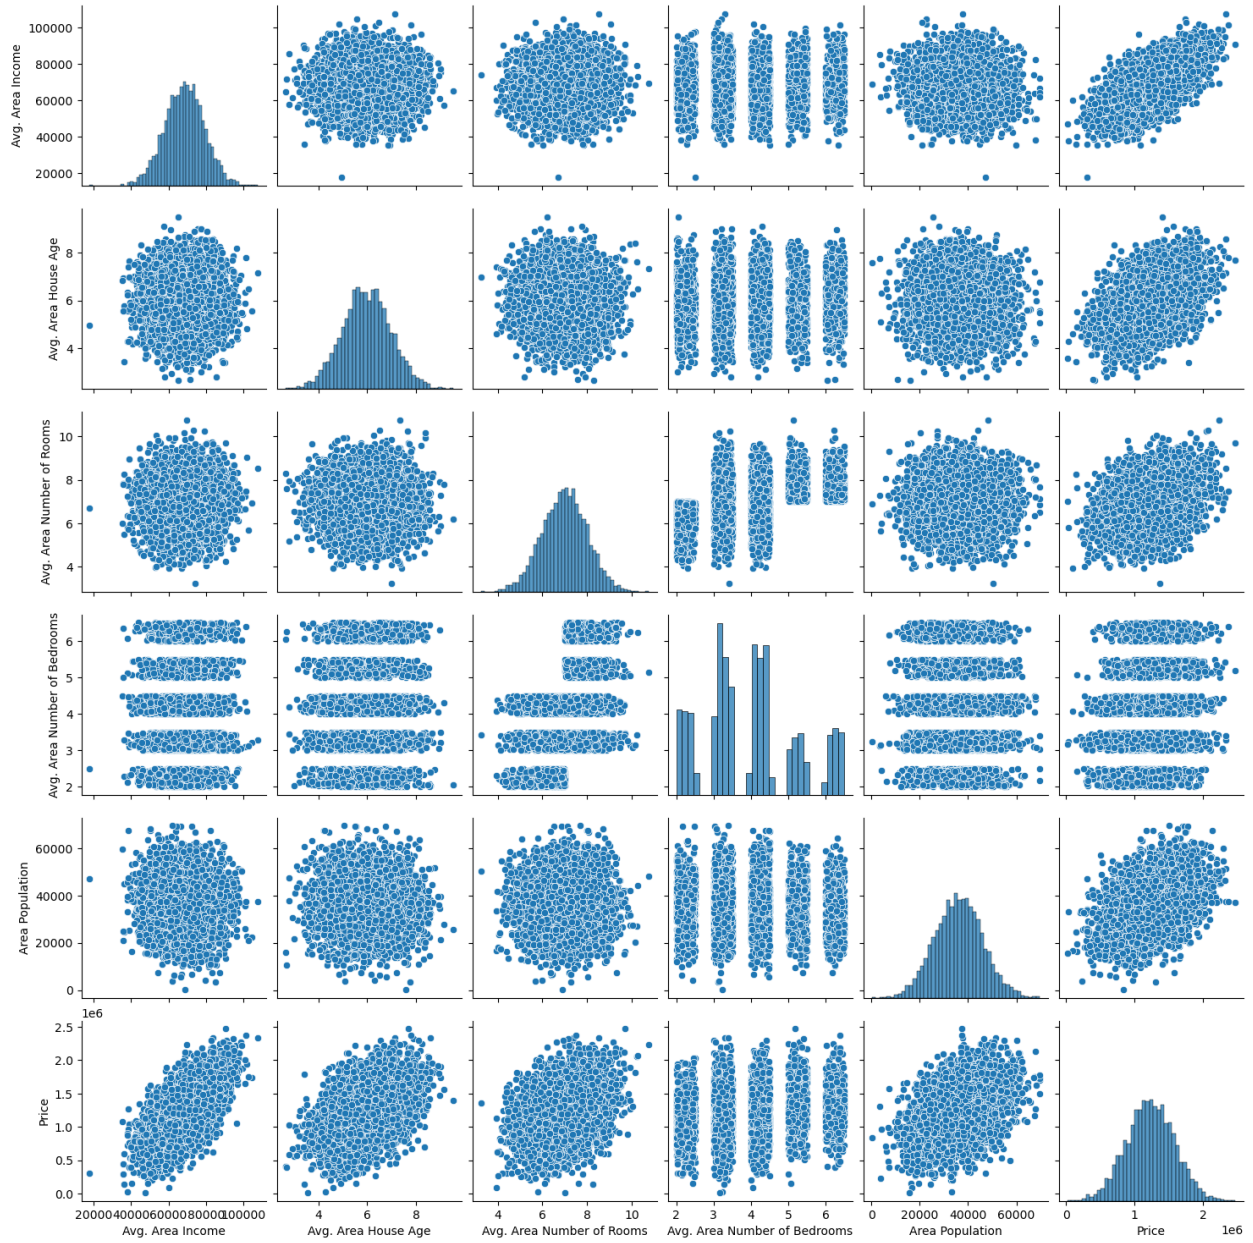 100000
80000
60000
40000
20000
Avg. Area Income
8
6
4
Avg. Area House Age
10
8
6
4
Avg. Area Number of Rooms
6
5
4
3
2
Avg. Area Number of Bedrooms
60000
40000
20000
0
Area Population
1e6
2.5
2.0
1.5
1.0
0.5
0.0
Price
20000 40000 60000 80000 100000
Avg. Area Income
4 6 8
Avg. Area House Age
4 6 8 10
Avg. Area Number of Rooms
2 3 4 5 6
Avg. Area Number of Bedrooms
0 20000 40000 60000
Area Population
0 1 2
Price
1e6